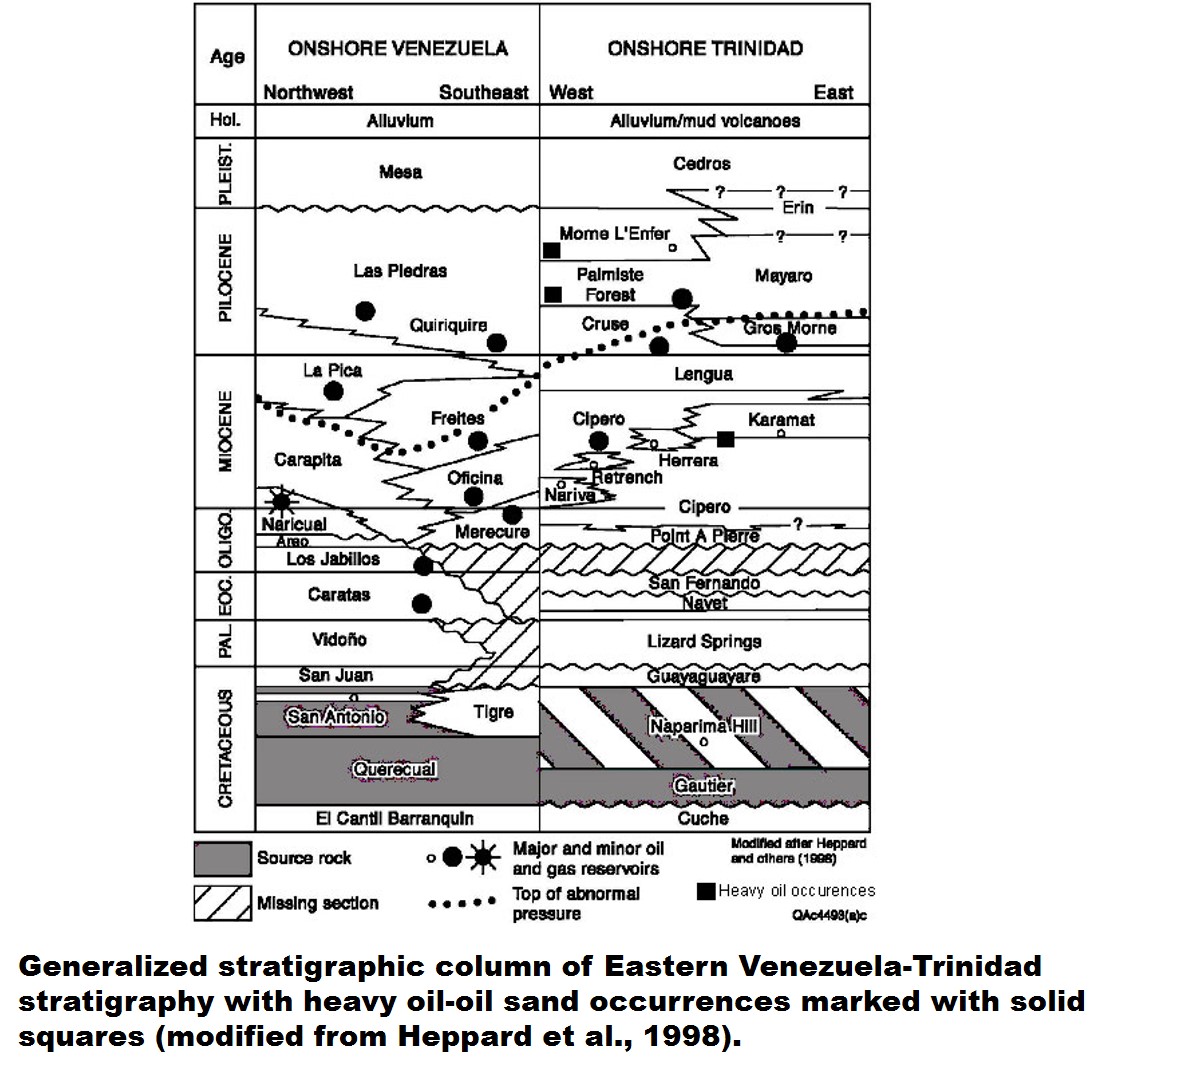 Age
ONSHORE VENEZUELA
ONSHORE TRINIDAD
Northwest
Southeast
West
East
Hol.
Alluvium
Alluvium/mud volcanoes
PLEIST.
Mesa
Cedros
? ? ?
Erin
PILOCENE
Morne L'Enfer
? ?
Las Piedras
Palmiste
Mayaro
Forest
Quiriquire
Cruse
Gros Morne
MIOCENE
La Pica
Lengua
Freites
Cipero
Karamat
Carapita
Herrera
Oficina
Retrench
Nariva
OLIGO.
Cipero
Naricual
Merecure
?
Areo
Point A Pierre
Los Jabillos
EOC.
San Fernando
Caratas
Navet
PAL.
Vidoño
Lizard Springs
San Juan
Guayaguayare
CRETACEOUS
San Antonio
Tigre
Naparima Hill
Querecual
Gautier
El Cantil Barranquin
Cuche
Source rock
Major and minor oil
and gas reservoirs
Modified after Heppard
and others (1998)
Missing section
Top of abnormal
pressure
Heavy oil occurences
QAc4493(a)c
Generalized stratigraphic column of Eastern Venezuela-Trinidad
stratigraphy with heavy oil-oil sand occurrences marked with solid
squares (modified from Heppard et al., 1998).